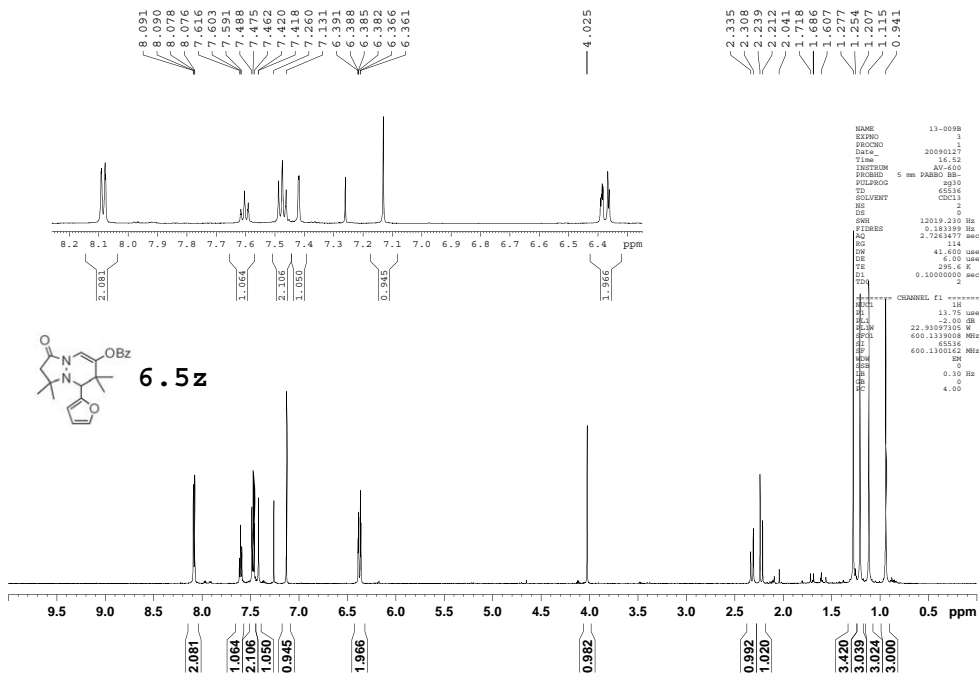 8.091
8.090
8.078
8.076
7.616
7.603
7.591
7.488
7.475
7.462
7.420
7.418
7.260
7.131
6.391
6.388
6.385
6.382
6.366
6.361
4.025
2.335
2.308
2.239
2.212
2.041
1.718
1.686
1.607
1.277
1.254
1.207
1.115
0.941
NAME 13-009B
EXPNO 3
PROCNO 1
Date_ 20090127
Time 16.52
INSTRUM AV-600
PROBHD 5 mm PABBO BB-
PULPROG zg30
TD 65536
SOLVENT CDCl3
NS 2
DS 0
SWH 12019.230 Hz
FIDRES 0.183399 Hz
AQ 2.7263477 sec
RG 114
DW 41.600 use
DE 6.00 use
TE 295.6 K
D1 0.10000000 sec
TD0 2
======== CHANNEL f1 ========
NUC1 1H
P1 13.75 use
PL1 -2.00 dB
PL1W 22.93097305 W
SFO1 600.1339008 MHz
SI 65536
SF 600.1300162 MHz
WDW EM
SSB 0
LB 0.30 Hz
GB 0
PC 4.00
8.2 8.1 8.0 7.9 7.8 7.7 7.6 7.5 7.4 7.3 7.2 7.1 7.0 6.9 6.8 6.7 6.6 6.5 6.4 ppm
2.081
1.064
2.106
1.050
0.945
1.966
O
N
OBz
N
O
6.5z
9.5 9.0 8.5 8.0 7.5 7.0 6.5 6.0 5.5 5.0 4.5 4.0 3.5 3.0 2.5 2.0 1.5 1.0 0.5 ppm
2.081
1.064
2.106
1.050
0.945
1.966
0.982
0.992
1.020
3.420
3.039
3.024
3.000